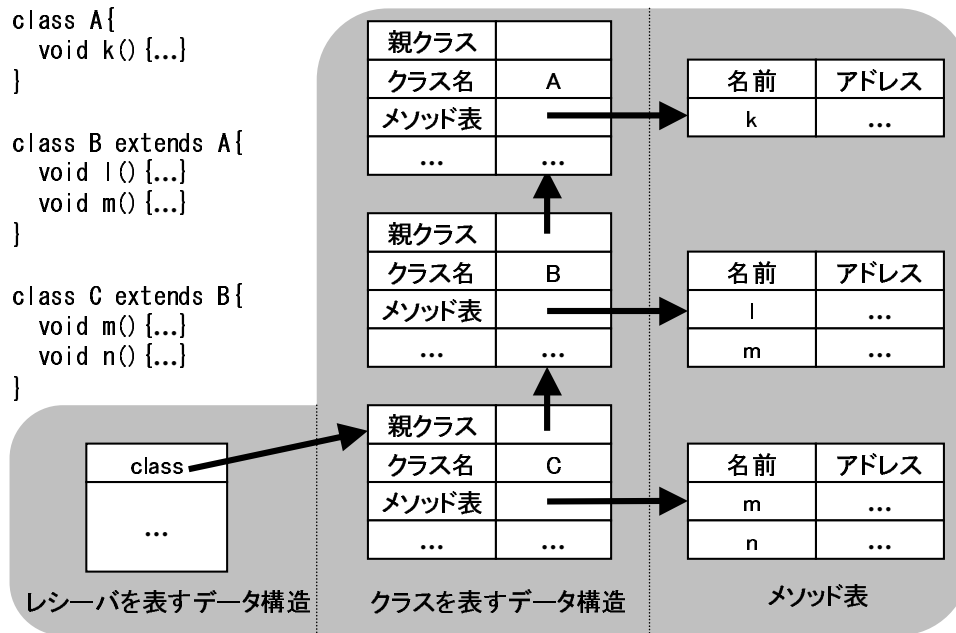 class A{
void k(){...}
}
class B extends A{
void l(){...}
void m(){...}
}
class C extends B{
void m(){...}
void n(){...}
}
親クラス
クラス名 A
メソッド表
... ...
名前 アドレス
k ...
親クラス
クラス名 B
メソッド表
... ...
名前 アドレス
l ...
m ...
class
...
親クラス
クラス名 C
メソッド表
... ...
名前 アドレス
m ...
n ...
レシーバを表すデータ構造
クラスを表すデータ構造
メソッド表